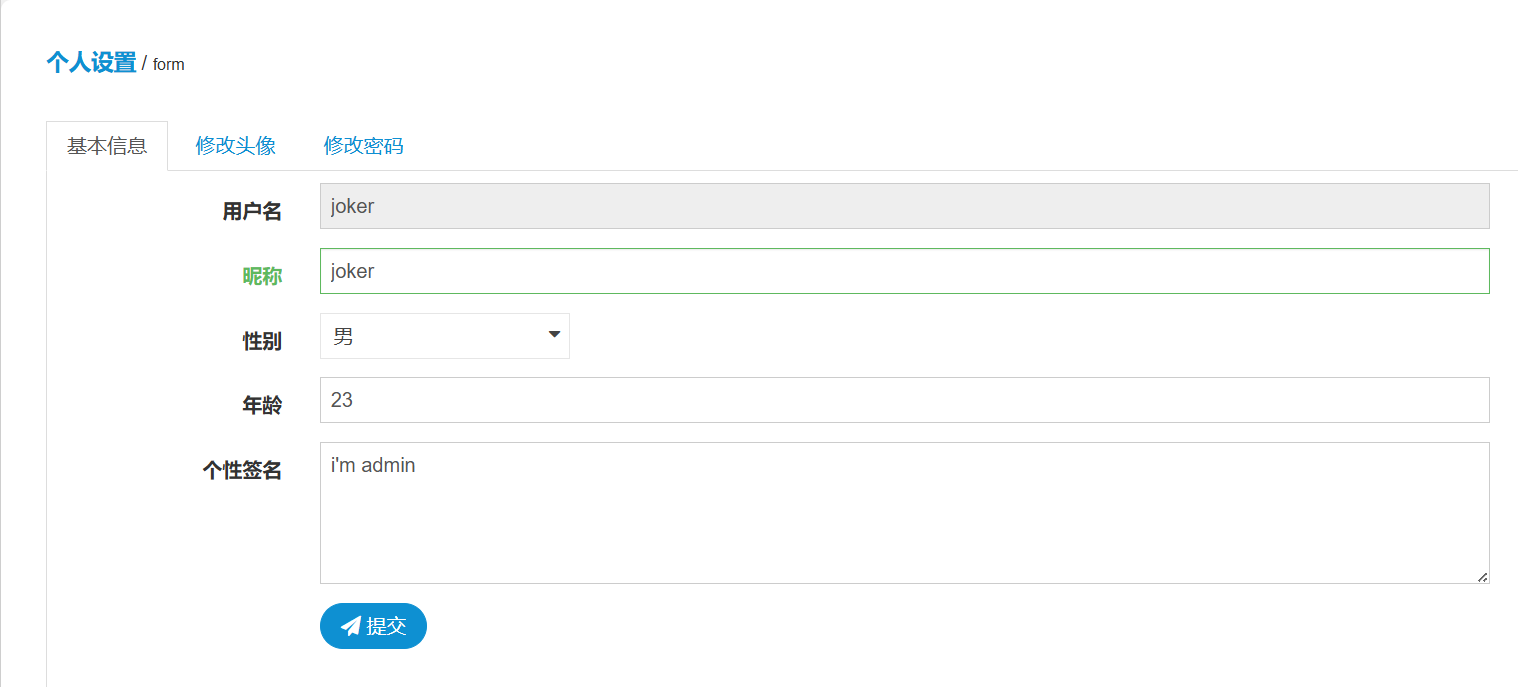 个人设置 / form
基本信息 修改头像 修改密码
用户名 joker
昵称 joker
性别 男
年龄 23
个性签名 i'm admin
提交